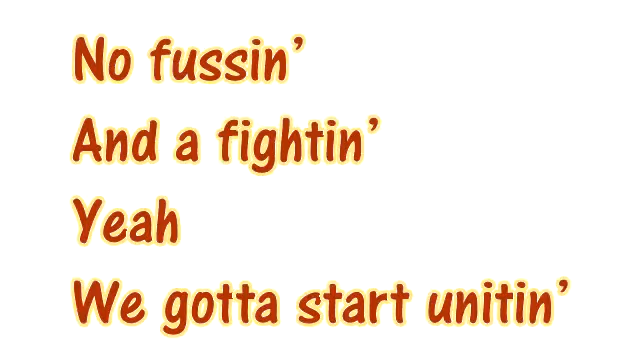 No fussin’
And a fightin’
Yeah
We gotta start unitin’